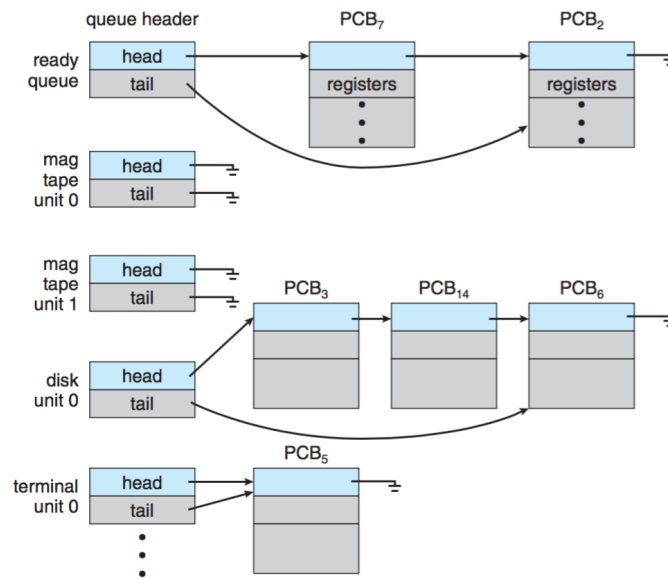 queue header
PCB7
PCB2
ready
queue
head
tail
registers
registers
mag
tape
unit 0
head
tail
mag
tape
unit 1
head
tail
PCB3
PCB14
PCB6
disk
unit 0
head
tail
PCB5
terminal
unit 0
head
tail